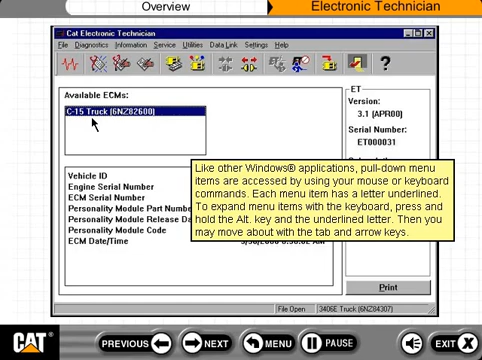 Overview
Electronic Technician
Cat Electronic Technician
File Diagnostics Information Service Utilities Data Link Settings Help
Available ECMs:
C-15 Truck (6NZ82600)
ET
Version:
3.1 (APR00)
Serial Number:
ET000031
Vehicle ID
Engine Serial Number
ECM Serial Number
Personality Module Part Number
Personality Module Release Da
Personality Module Code
ECM Date/Time
Like other Windows® applications, pull-down menu
items are accessed by using your mouse or keyboard
commands. Each menu item has a letter underlined.
To expand menu items with the keyboard, press and
hold the Alt. key and the underlined letter. Then you
may move about with the tab and arrow keys.
Print
File Open 3406E Truck (6NZ84307)
CAT PREVIOUS NEXT MENU PAUSE EXIT